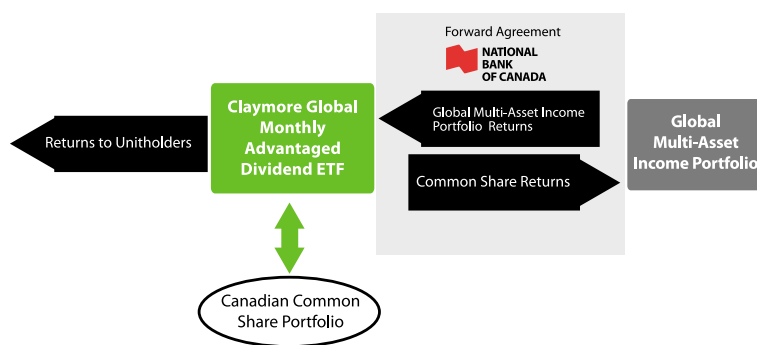 Forward Agreement
NATIONAL
BANK
OF CANADA
Returns to Unitholders
Claymore Global
Monthly
Advantaged
Dividend ETF
Global Multi-Asset Income
Portfolio Returns
Common Share Returns
Global
Multi-Asset
Income Portfolio
Canadian Common
Share Portfolio